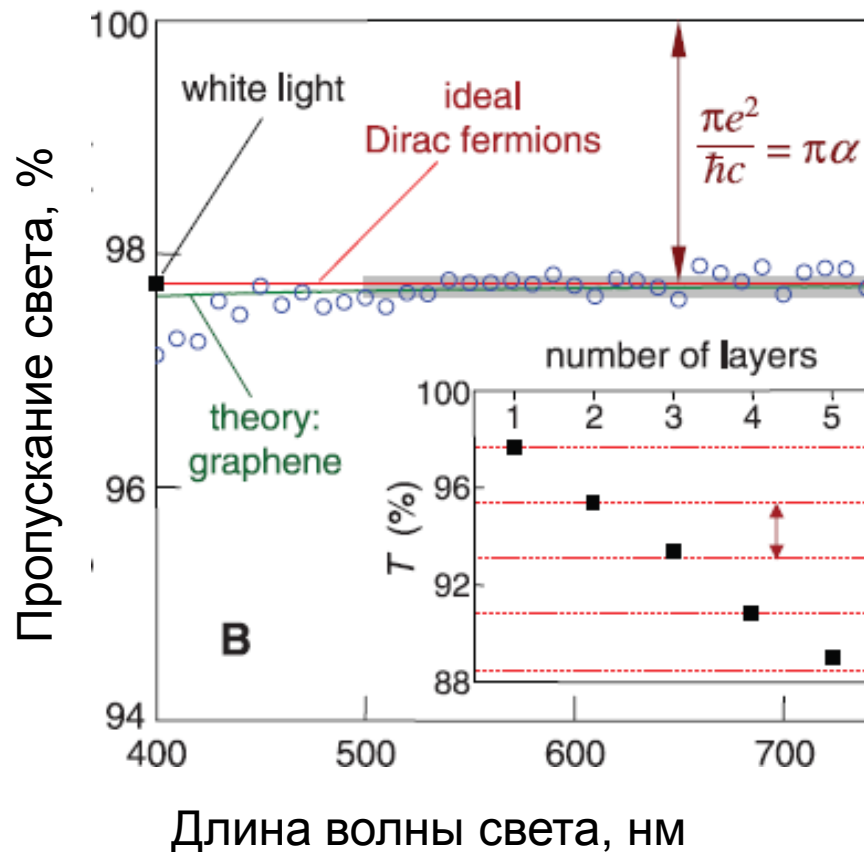 Пропускание света, %
100
98
96
94
white light
ideal
Dirac fermions
πe²/ħc = πα
theory:
graphene
B
number of layers
1 2 3 4 5
100
96
92
88
T (%)
400 500 600 700
Длина волны света, нм